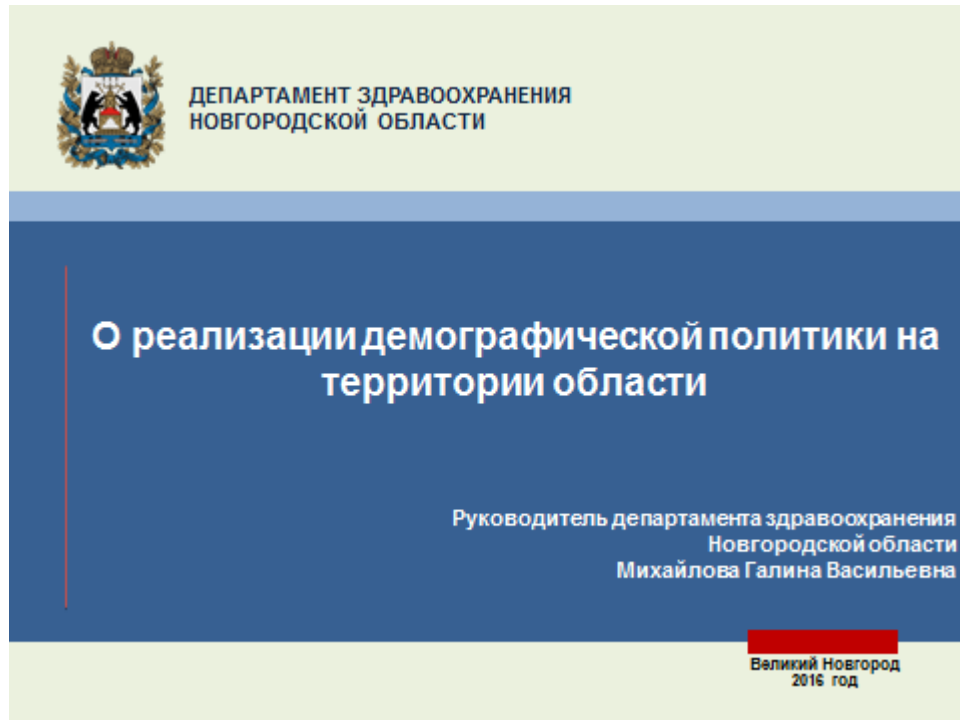 ДЕПАРТАМЕНТ ЗДРАВООХРАНЕНИЯ
НОВГОРОДСКОЙ ОБЛАСТИ
О реализации демографической политики на
территории области
Руководитель департамента здравоохранения
Новгородской области
Михайлова Галина Васильевна
Великий Новгород
2016 год